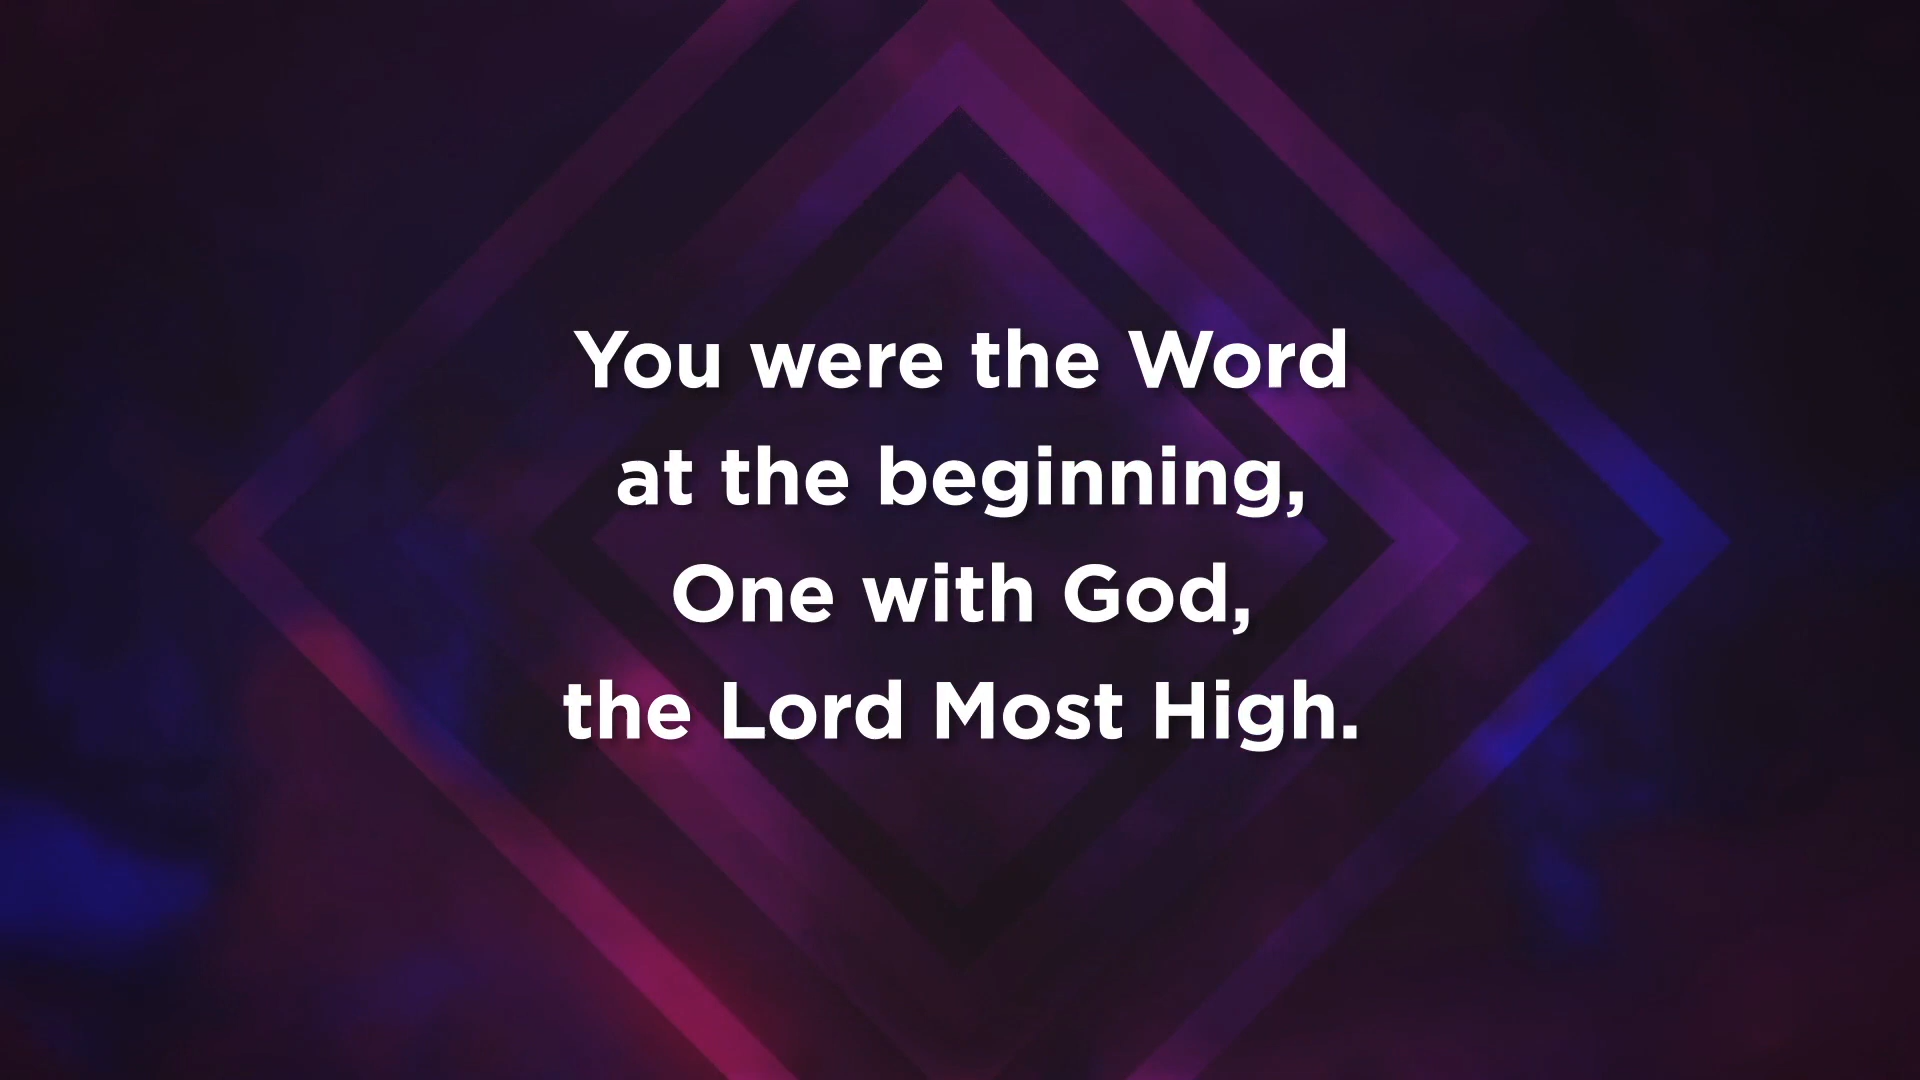 You were the Word
at the beginning,
One with God,
the Lord Most High.